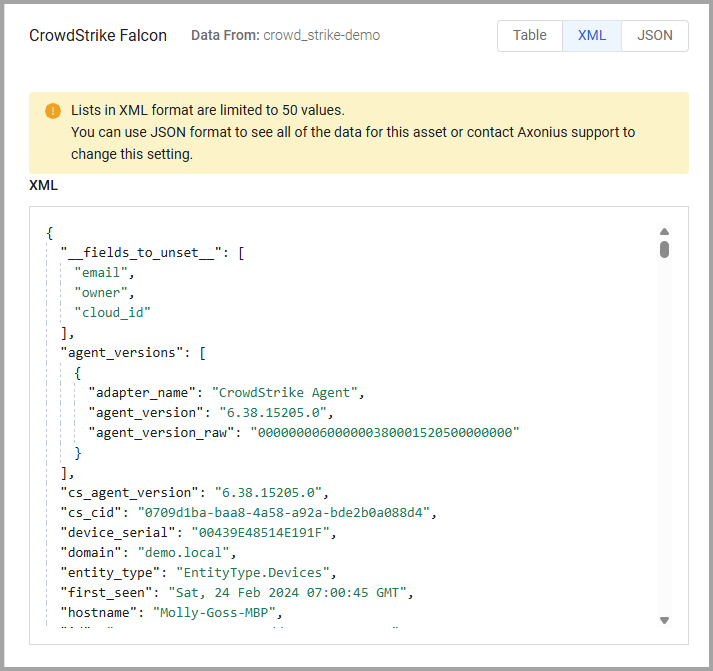 CrowdStrike Falcon Data From: crowd_strike-demo Table XML JSON
Lists in XML format are limited to 50 values.
You can use JSON format to see all of the data for this asset or contact Axonius support to
change this setting.
XML
{
"__fields_to_unset__": [
"email",
"owner",
"cloud_id"
],
"agent_versions": [
{
"adapter_name": "CrowdStrike Agent",
"agent_version": "6.38.15205.0",
"agent_version_raw": "0000000060000003800015205​00000000"
}
],
"cs_agent_version": "6.38.15205.0",
"cs_cid": "0709d1ba-baa8-4a58-a92a-bde2b0a088d4",
"device_serial": "00439E48514E191F",
"domain": "demo.local",
"entity_type": "EntityType.Devices",
"first_seen": "Sat, 24 Feb 2024 07:00:45 GMT",
"hostname": "Molly-Goss-MBP",